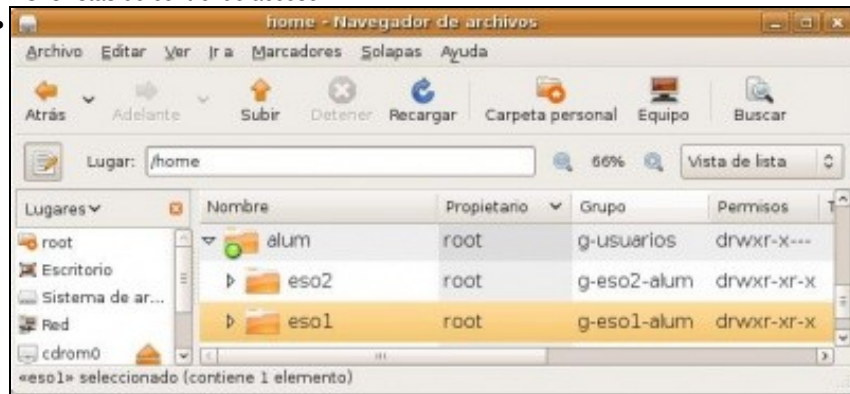 home - Navegador de archivos
Archivo Editar Ver Ir a Marcadores Solapas Ayuda
Atrás Adelante Subir Detener Recargar Carpeta personal Equipo Buscar
Lugar: /home 66% Vista de lista
Lugares Nombre Propietario Grupo Permisos T
root alum root g-usuarios drwxr-x---
Escritorio
eso2 root g-eso2-alum drwxr-xr-x
Sistema de ar...
Red eso1 root g-eso1-alum drwxr-xr-x
cdrom0
«eso1» seleccionado (contiene 1 elemento)